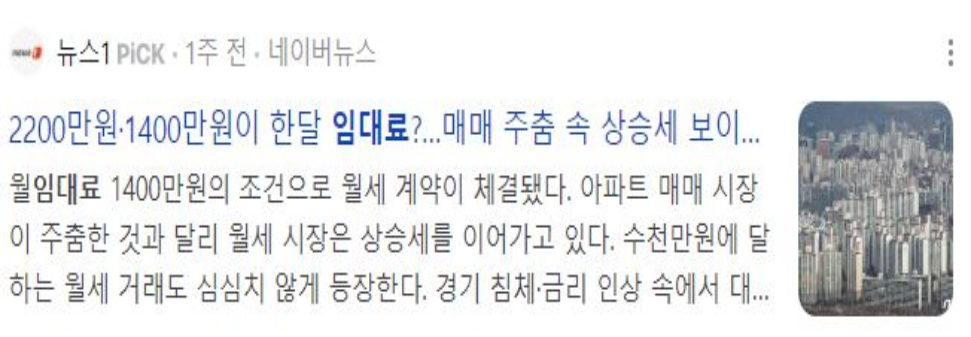 뉴스1 PiCK · 1주 전 · 네이버뉴스
2200만원·1400만원이 한달 임대료?...매매 주춤 속 상승세 보이...
월임대료 1400만원의 조건으로 월세 계약이 체결됐다. 아파트 매매 시장
이 주춤한 것과 달리 월세 시장은 상승세를 이어가고 있다. 수천만원에 달
하는 월세 거래도 심심치 않게 등장한다. 경기 침체·금리 인상 속에서 대...